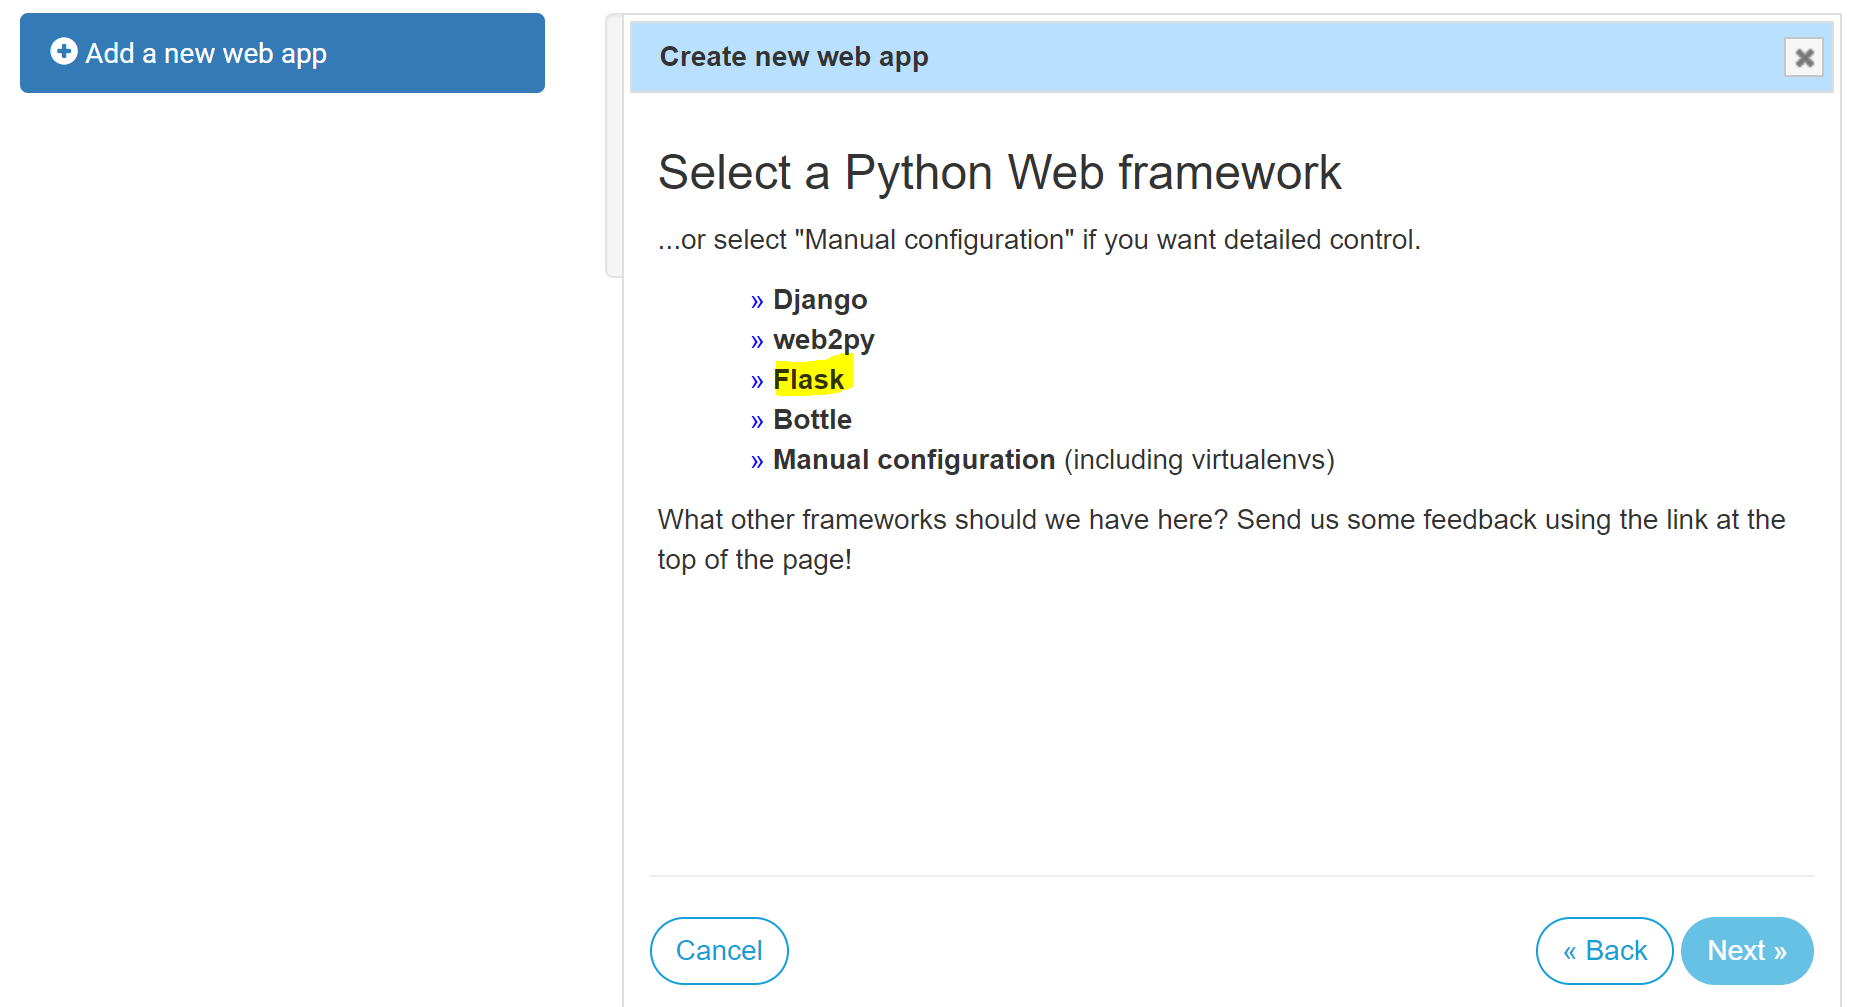 Add a new web app
Create new web app
Select a Python Web framework
...or select "Manual configuration" if you want detailed control.
» Django
» web2py
» Flask
» Bottle
» Manual configuration (including virtualenvs)
What other frameworks should we have here? Send us some feedback using the link at the
top of the page!
Cancel
« Back
Next »